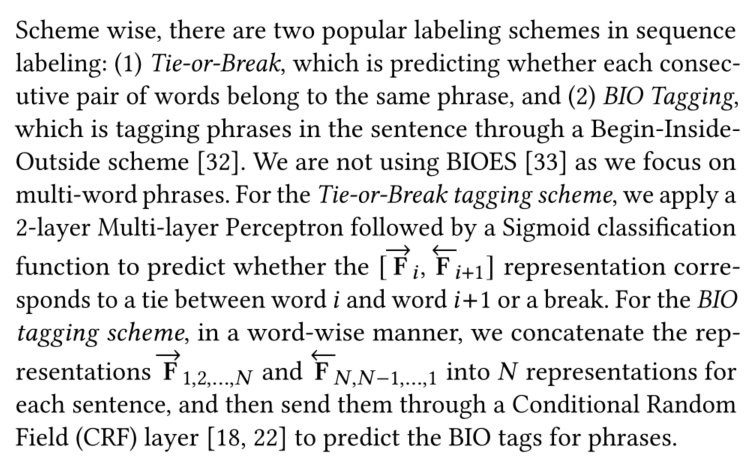 Scheme wise, there are two popular labeling schemes in sequence
labeling: (1) Tie-or-Break, which is predicting whether each consec-
utive pair of words belong to the same phrase, and (2) BIO Tagging,
which is tagging phrases in the sentence through a Begin-Inside-
Outside scheme [32]. We are not using BIOES [33] as we focus on
multi-word phrases. For the Tie-or-Break tagging scheme, we apply a
2-layer Multi-layer Perceptron followed by a Sigmoid classification
function to predict whether the [→F i, ←F i+1] representation corre-
sponds to a tie between word i and word i+1 or a break. For the BIO
tagging scheme, in a word-wise manner, we concatenate the rep-
resentations →F 1,2,...,N and ←F N,N−1,...,1 into N representations for
each sentence, and then send them through a Conditional Random
Field (CRF) layer [18, 22] to predict the BIO tags for phrases.